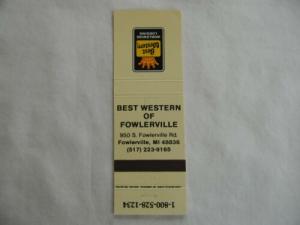 Best
Western
BEST WESTERN
OF
FOWLERVILLE
950 S. Fowlerville Rd.
Fowlerville, MI 48836
(517) 223-9165
1-800-528-1234